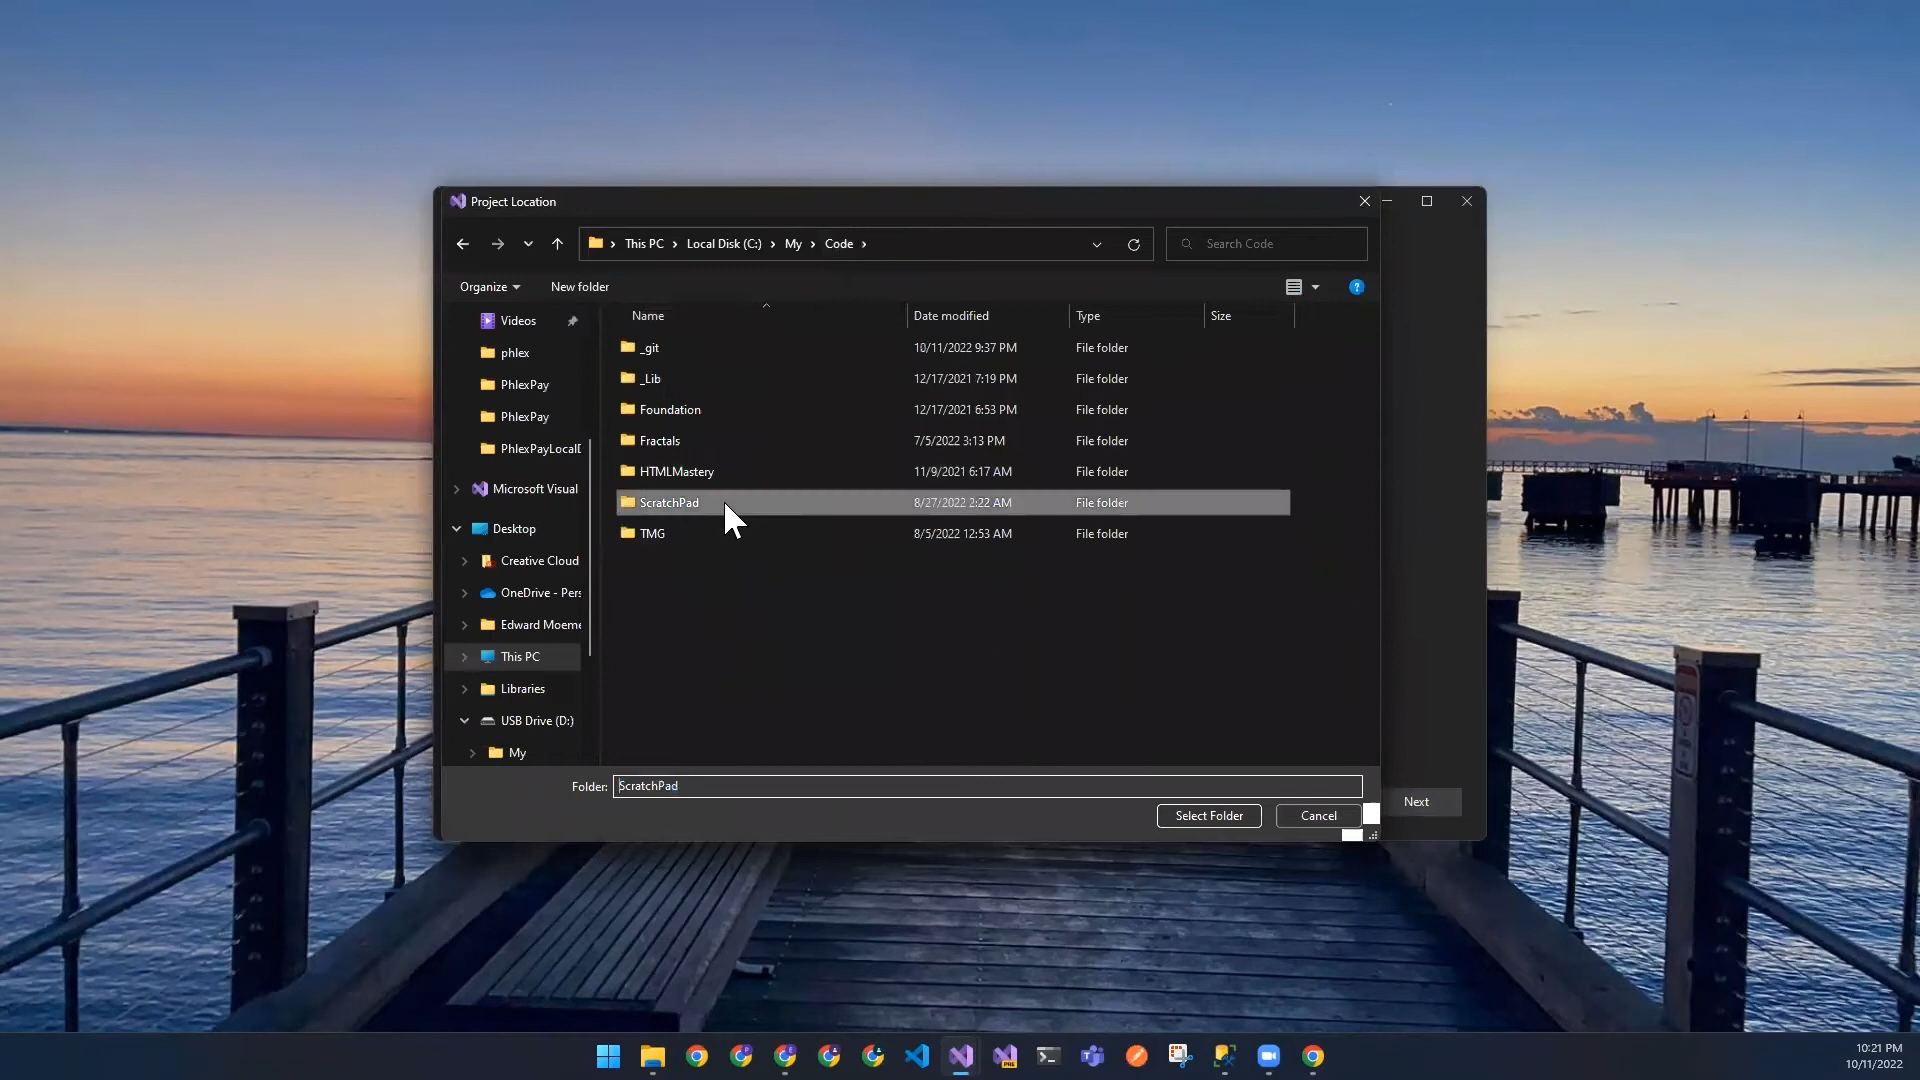 Project Location
This PC
Local Disk (C:)
My
Code
Search Code
Organize
New folder
Name
Date modified
Type
Size
Videos
phlex
PhlexPay
PhlexPay
PhlexPayLocalD
Microsoft Visual
Desktop
Creative Cloud
OneDrive - Pers
Edward Moeme
This PC
Libraries
USB Drive (D:)
My
_git 10/11/2022 9:37 PM File folder
_Lib 12/17/2021 7:19 PM File folder
Foundation 12/17/2021 6:53 PM File folder
Fractals 7/5/2022 3:13 PM File folder
HTMLMastery 11/9/2021 6:17 AM File folder
ScratchPad 8/27/2022 2:22 AM File folder
TMG 8/5/2022 12:53 AM File folder
Folder: ScratchPad
Select Folder
Cancel
Next
10:21 PM
10/11/2022